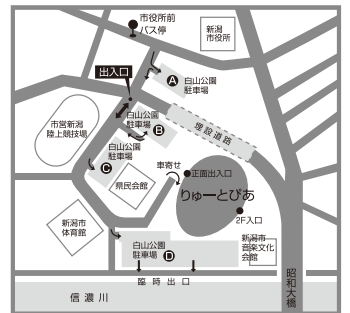 市役所前
バス停
新潟
市役所
出入口
A
白山公園
駐車場
白山公園
駐車場
B
埋設道路
市営新潟
陸上競技場
白山公園
駐車場
C
車寄せ
正面出入口
県民会館
りゅーとぴあ
2F入口
新潟市
体育館
白山公園
駐車場
D
新潟市
音楽文化
会館
臨時出口
昭和大橋
信濃川